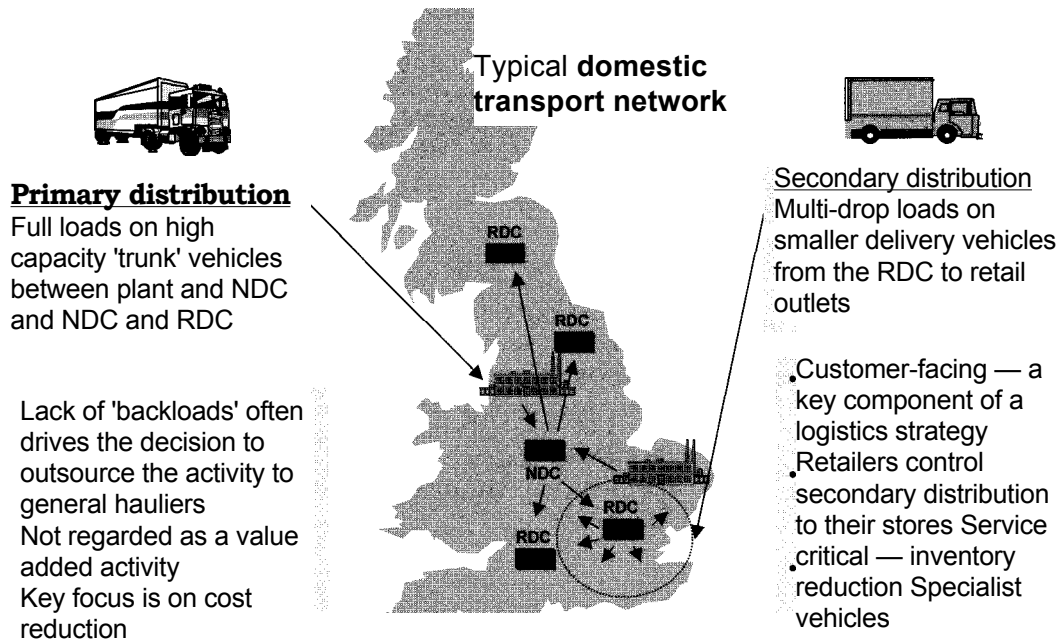 Typical domestic
transport network
Primary distribution
Full loads on high
capacity 'trunk' vehicles
between plant and NDC
and NDC and RDC
Lack of 'backloads' often
drives the decision to
outsource the activity to
general hauliers
Not regarded as a value
added activity
Key focus is on cost
reduction
RDC
RDC
NDC
RDC
RDC
Secondary distribution
Multi-drop loads on
smaller delivery vehicles
from the RDC to retail
outlets
•Customer-facing — a
key component of a
logistics strategy
•Retailers control
secondary distribution
to their stores Service
•critical — inventory
reduction Specialist
vehicles